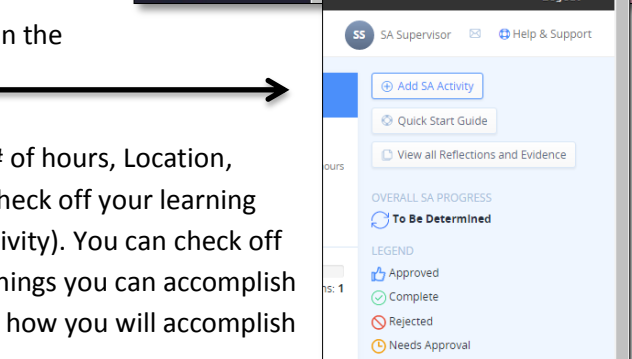 n the
# of hours, Location,
heck off your learning
ivity). You can check off
nings you can accomplish
how you will accomplish
SS SA Supervisor Help & Support
Add SA Activity
Quick Start Guide
View all Reflections and Evidence
ours
OVERALL SA PROGRESS
To Be Determined
LEGEND
Approved
ns: 1
Complete
Rejected
Needs Approval